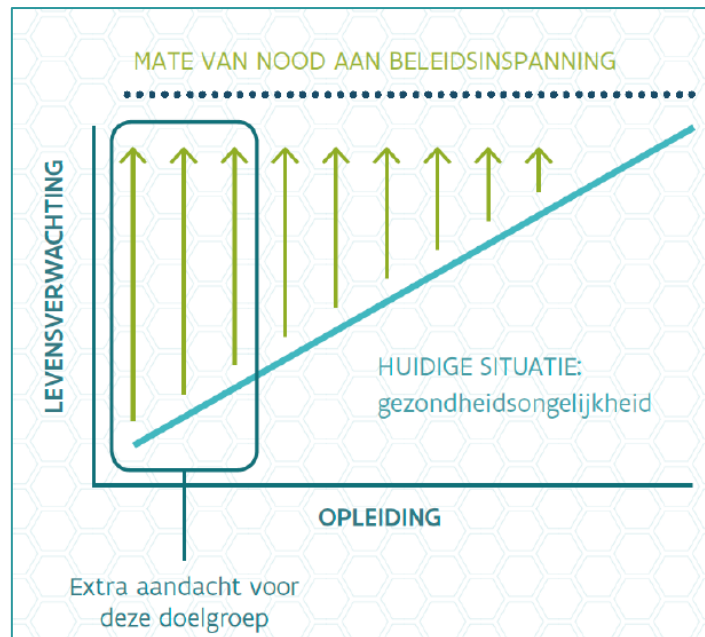 MATE VAN NOOD AAN BELEIDSINSPANNING
LEVENSVERWACHTING
HUIDIGE SITUATIE:
gezondheidsongelijkheid
OPLEIDING
Extra aandacht voor
deze doelgroep